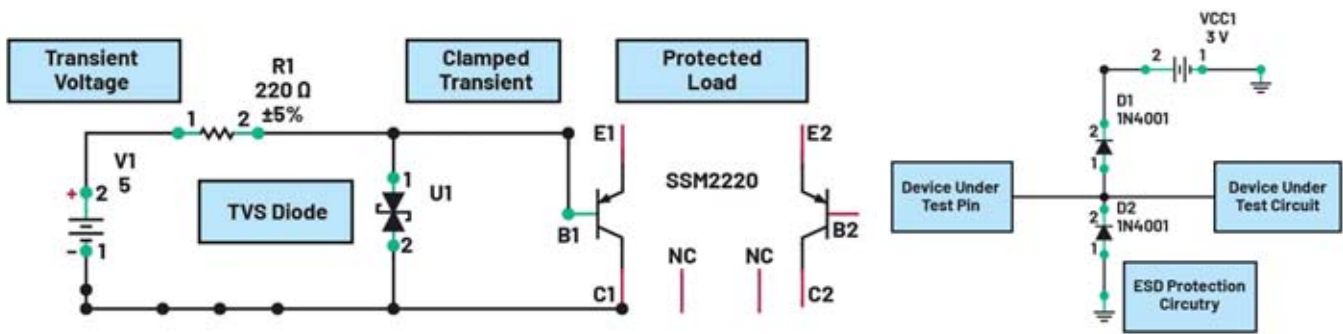 Transient
Voltage
R1
220 Ω
±5%
Clamped
Transient
Protected
Load
VCC1
3 V
2
1
1
2
D1
1N4001
2
1
E1
E2
SSM2220
V1
5
+
2
-
1
TVS Diode
1
U1
2
B1
B2
NC
NC
C1
C2
Device Under
Test Pin
Device Under
Test Circuit
D2
1N4001
2
1
ESD Protection
Circutry